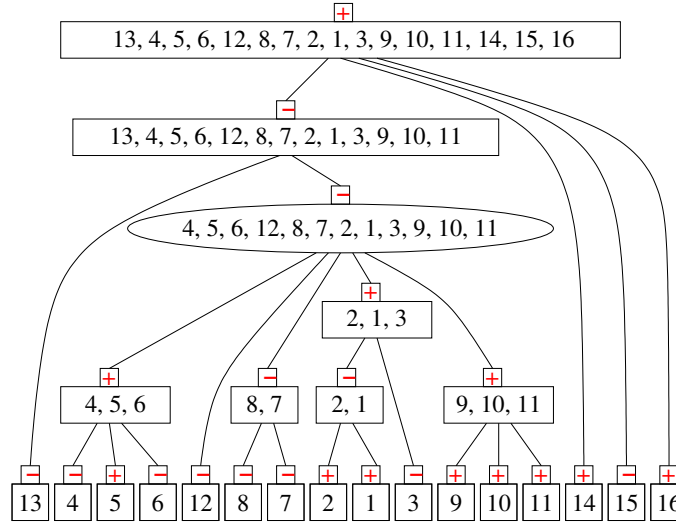 +
13, 4, 5, 6, 12, 8, 7, 2, 1, 3, 9, 10, 11, 14, 15, 16
−
13, 4, 5, 6, 12, 8, 7, 2, 1, 3, 9, 10, 11
−
4, 5, 6, 12, 8, 7, 2, 1, 3, 9, 10, 11
+
2, 1, 3
+ − − +
4, 5, 6 8, 7 2, 1 9, 10, 11
− − + − − − − + + − + + + + − +
13 4 5 6 12 8 7 2 1 3 9 10 11 14 15 16